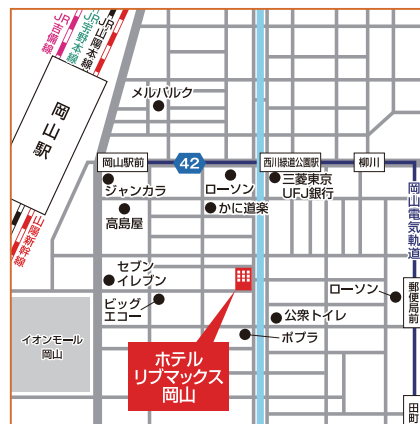 JR吉備線
JR宇野本線
JR山陽本線
岡山駅
山陽新幹線
メルパルク
岡山駅前
42
西川緑道公園駅
柳川
ジャンカラ
ローソン
三菱東京
UFJ銀行
高島屋
かに道楽
岡山電気軌道
セブン
イレブン
ビッグ
エコー
ローソン
郵便局前
公衆トイレ
ポプラ
イオンモール
岡山
ホテル
リブマックス
岡山
田町